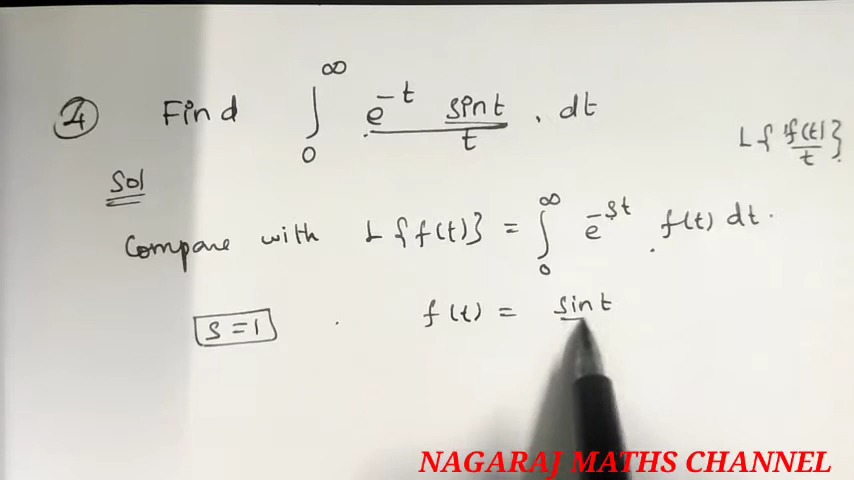 4 Find ∫₀^∞ e^{-t} sint/t . dt
L{f(t)/t}
Sol
Compare with L{f(t)} = ∫₀^∞ e^{-st} . f(t) dt.
s=1 . f(t) = sint
NAGARAJ MATHS CHANNEL